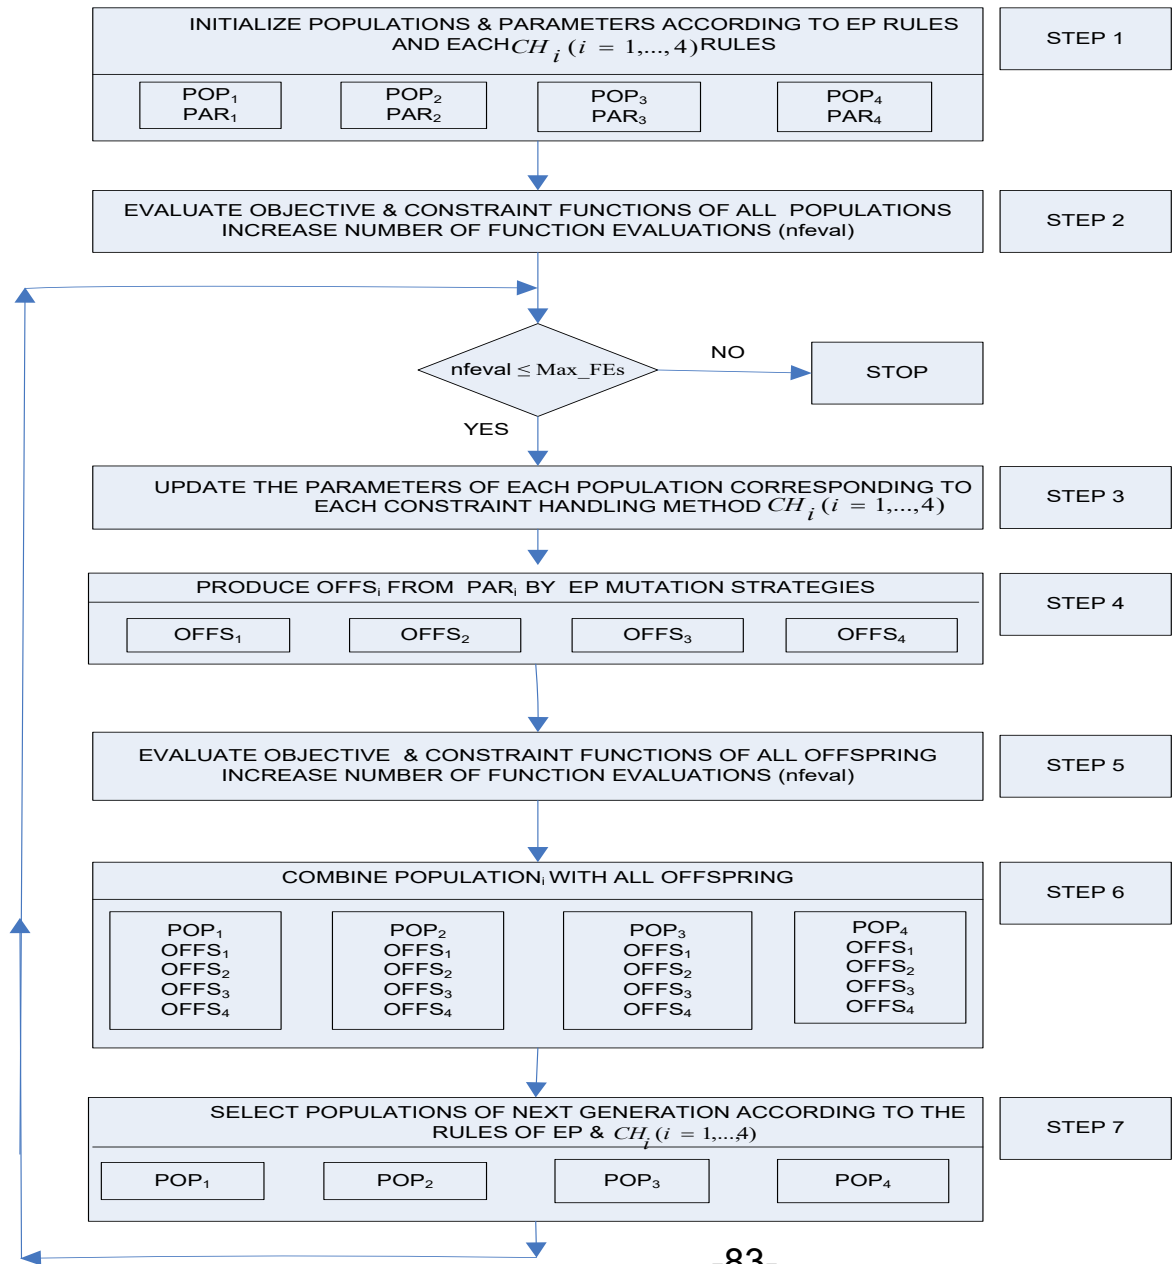 INITIALIZE POPULATIONS & PARAMETERS ACCORDING TO EP RULES
AND EACH CH_i (i = 1,..., 4) RULES
STEP 1
POP₁
PAR₁
POP₂
PAR₂
POP₃
PAR₃
POP₄
PAR₄
EVALUATE OBJECTIVE & CONSTRAINT FUNCTIONS OF ALL POPULATIONS
INCREASE NUMBER OF FUNCTION EVALUATIONS (nfeval)
STEP 2
nfeval ≤ Max_FEs
NO
STOP
YES
UPDATE THE PARAMETERS OF EACH POPULATION CORRESPONDING TO
EACH CONSTRAINT HANDLING METHOD CH_i (i = 1,...,4)
STEP 3
PRODUCE OFFSᵢ FROM PARᵢ BY EP MUTATION STRATEGIES
STEP 4
OFFS₁
OFFS₂
OFFS₃
OFFS₄
EVALUATE OBJECTIVE & CONSTRAINT FUNCTIONS OF ALL OFFSPRING
INCREASE NUMBER OF FUNCTION EVALUATIONS (nfeval)
STEP 5
COMBINE POPULATIONᵢ WITH ALL OFFSPRING
STEP 6
POP₁
OFFS₁
OFFS₂
OFFS₃
OFFS₄
POP₂
OFFS₁
OFFS₂
OFFS₃
OFFS₄
POP₃
OFFS₁
OFFS₂
OFFS₃
OFFS₄
POP₄
OFFS₁
OFFS₂
OFFS₃
OFFS₄
SELECT POPULATIONS OF NEXT GENERATION ACCORDING TO THE
RULES OF EP & CH_i (i = 1,...,4)
STEP 7
POP₁
POP₂
POP₃
POP₄
-83-